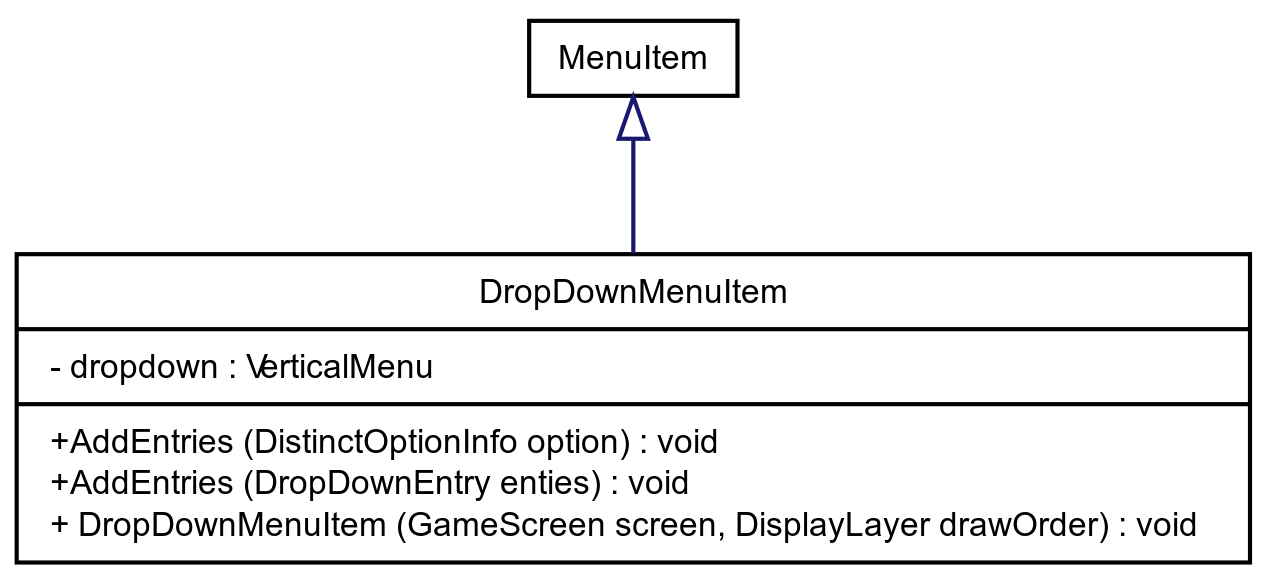 MenuItem
DropDownMenuItem
- dropdown : VerticalMenu
+AddEntries (DistinctOptionInfo option) : void
+AddEntries (DropDownEntry enties) : void
+ DropDownMenuItem (GameScreen screen, DisplayLayer drawOrder) : void